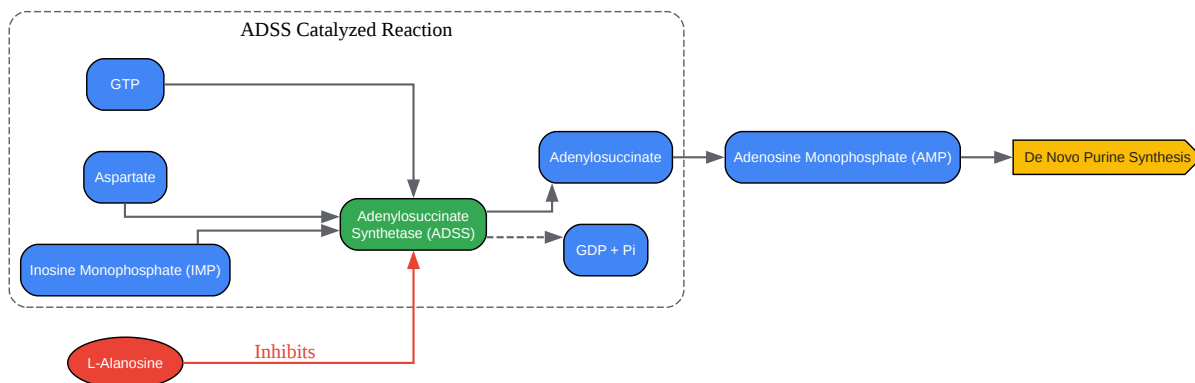 ADSS Catalyzed Reaction
GTP
Aspartate
Inosine Monophosphate (IMP)
Adenylosuccinate
Synthetase (ADSS)
Adenylosuccinate
GDP + Pi
Adenosine Monophosphate (AMP)
De Novo Purine Synthesis
L-Alanosine
Inhibits